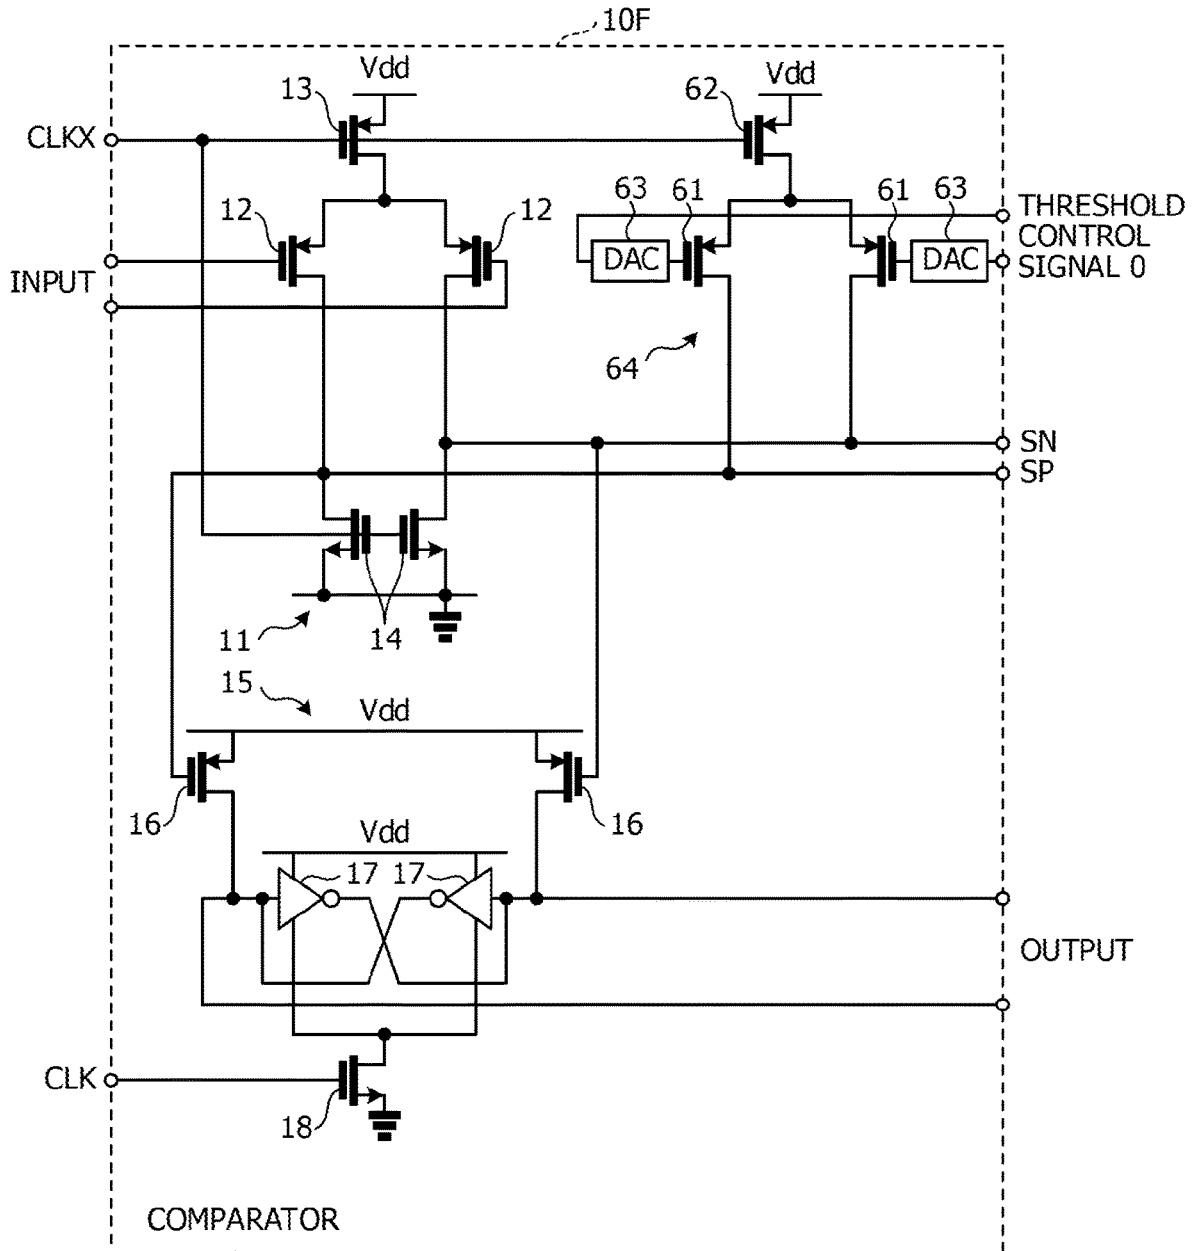 10F
Vdd
Vdd
13
62
CLKX
12
12
63
61
61
63
THRESHOLD
CONTROL
SIGNAL 0
DAC
DAC
INPUT
64
SN
SP
11
14
15
Vdd
16
16
Vdd
17
17
OUTPUT
CLK
18
COMPARATOR